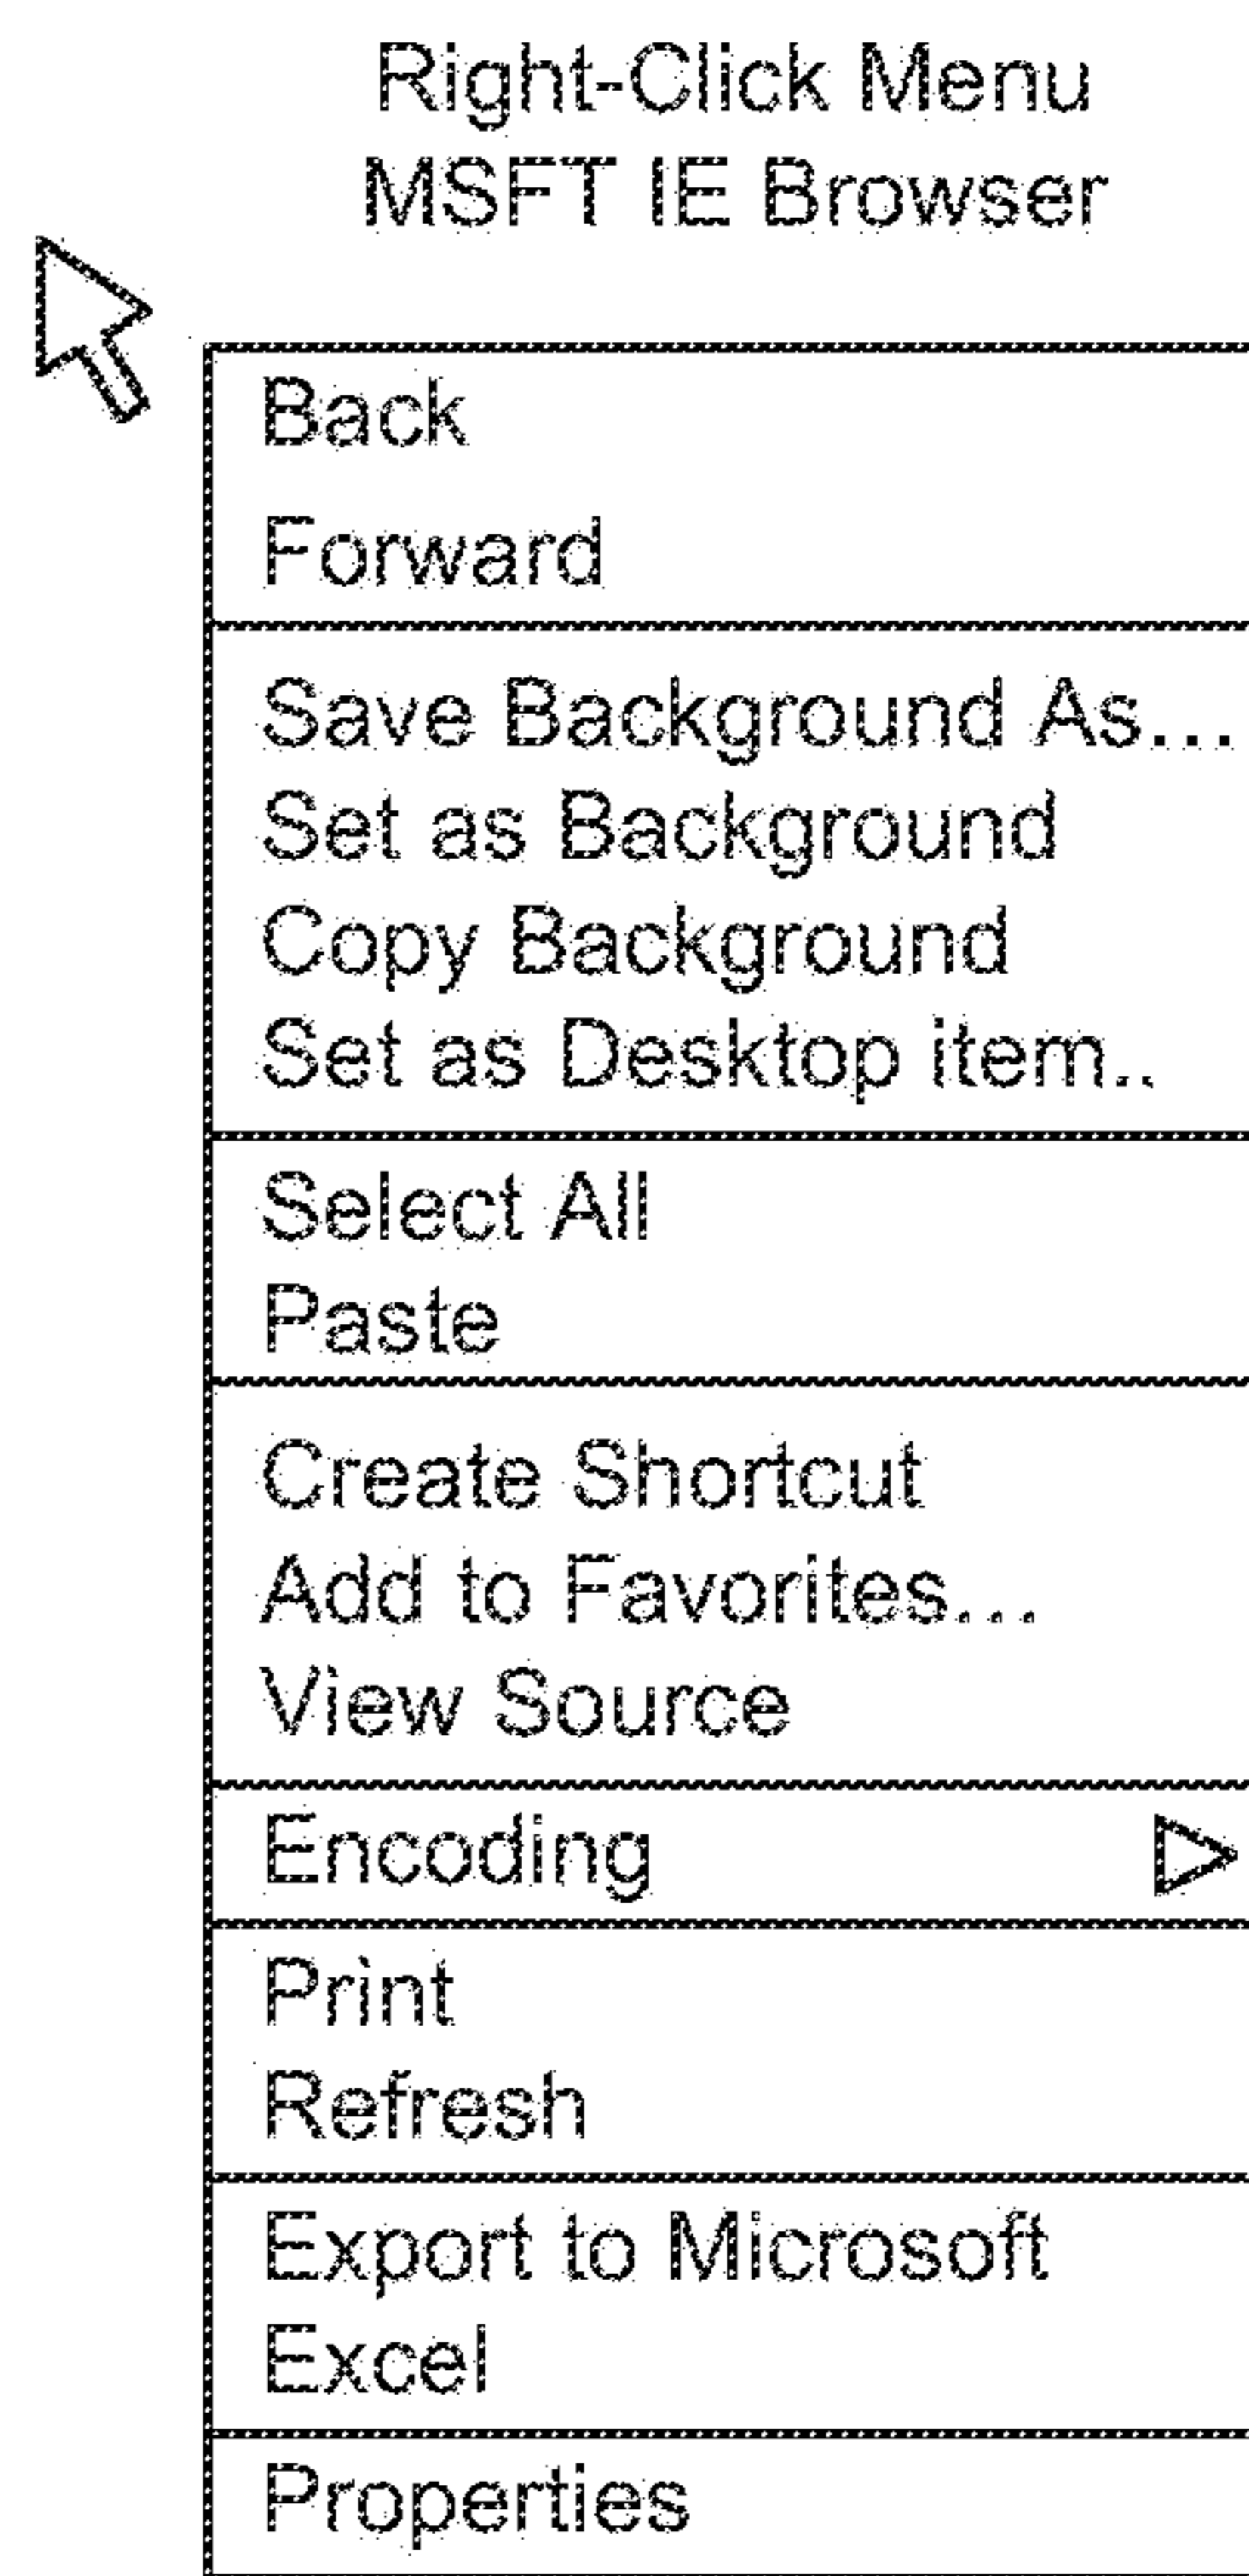 Right-Click Menu
MSFT IE Browser
Back
Forward
Save Background As...
Set as Background
Copy Background
Set as Desktop item..
Select All
Paste
Create Shortcut
Add to Favorites...
View Source
Encoding
Print
Refresh
Export to Microsoft
Excel
Properties